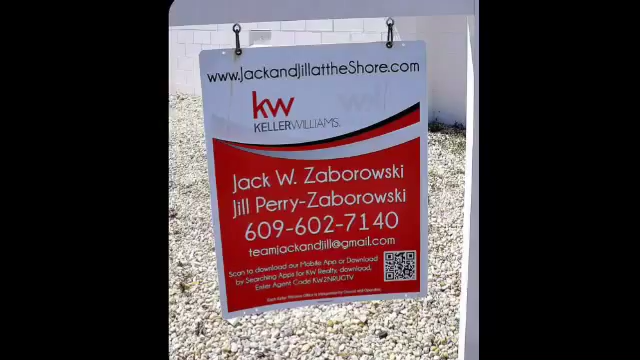 www.JackandJillattheShore.com
kw
KELLERWILLIAMS.
Jack W. Zaborowski
Jill Perry-Zaborowski
609-602-7140
teamjackandjill@gmail.com
Scan to download our Mobile App or Download
by Searching Apps for KW Realty, download,
Enter Agent Code KW2NRUGTV